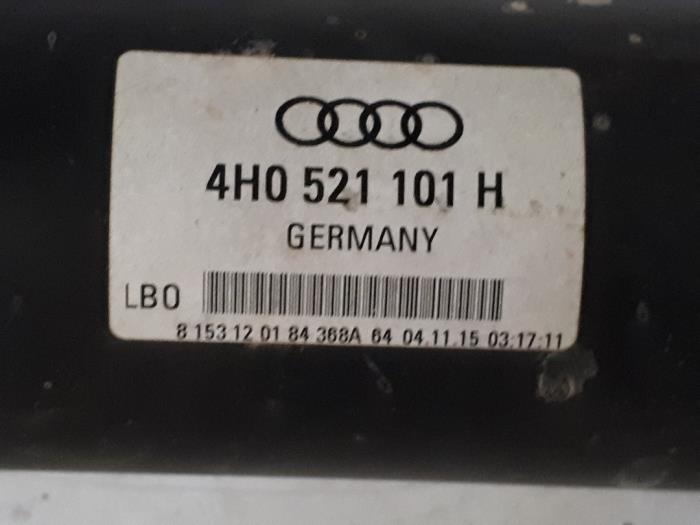 4H0 521 101 H
GERMANY
LBO
8 153 12 01 84 368A 64 04.11.15 03:17:11